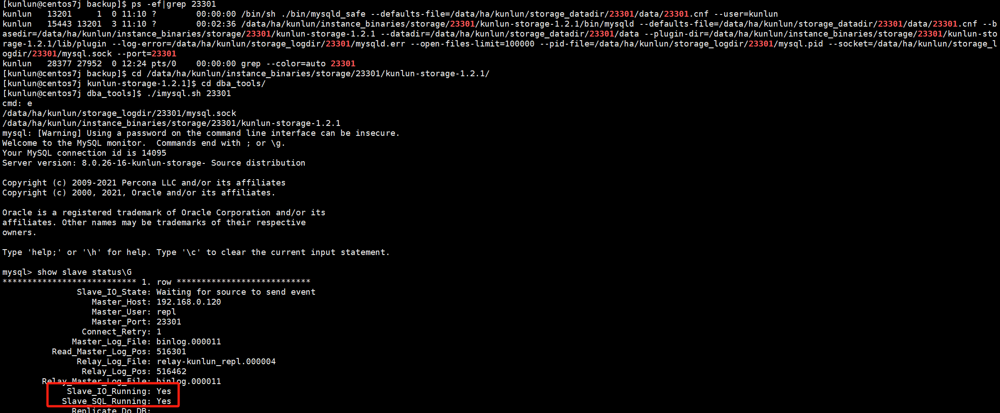 [kunlun@centos7j backup]$ ps -ef|grep 23301
kunlun   13201     1  0 11:10 ?        00:00:00 /bin/sh ./bin/mysqld_safe --defaults-file=/data/ha/kunlun/storage_datadir/23301/data/23301.cnf --user=kunlun
kunlun   15443 13201  3 11:10 ?        00:02:36 /data/ha/kunlun/instance_binaries/storage/23301/kunlun-storage-1.2.1/bin/mysqld --defaults-file=/data/ha/kunlun/storage_datadir/23301/data/23301.cnf --b
asedir=/data/ha/kunlun/instance_binaries/storage/23301/kunlun-storage-1.2.1 --datadir=/data/ha/kunlun/storage_datadir/23301/data --plugin-dir=/data/ha/kunlun/instance_binaries/storage/23301/kunlun-sto
rage-1.2.1/lib/plugin --log-error=/data/ha/kunlun/storage_logdir/23301/mysqld.err --open-files-limit=100000 --pid-file=/data/ha/kunlun/storage_logdir/23301/mysql.pid --socket=/data/ha/kunlun/storage_l
ogdir/23301/mysql.sock --port=23301
kunlun   28377 27952  0 12:24 pts/0    00:00:00 grep --color=auto 23301
[kunlun@centos7j backup]$ cd /data/ha/kunlun/instance_binaries/storage/23301/kunlun-storage-1.2.1/
[kunlun@centos7j kunlun-storage-1.2.1]$ cd dba_tools/
[kunlun@centos7j dba_tools]$ ./imysql.sh 23301
cmd: e
/data/ha/kunlun/storage_logdir/23301/mysql.sock
/data/ha/kunlun/instance_binaries/storage/23301/kunlun-storage-1.2.1
mysql: [Warning] Using a password on the command line interface can be insecure.
Welcome to the MySQL monitor.  Commands end with ; or \g.
Your MySQL connection id is 14095
Server version: 8.0.26-16-kunlun-storage- Source distribution

Copyright (c) 2009-2021 Percona LLC and/or its affiliates
Copyright (c) 2000, 2021, Oracle and/or its affiliates.

Oracle is a registered trademark of Oracle Corporation and/or its
affiliates. Other names may be trademarks of their respective
owners.

Type 'help;' or '\h' for help. Type '\c' to clear the current input statement.

mysql> show slave status\G
*************************** 1. row ***************************
               Slave_IO_State: Waiting for source to send event
                  Master_Host: 192.168.0.120
                  Master_User: repl
                  Master_Port: 23301
                Connect_Retry: 1
              Master_Log_File: binlog.000011
          Read_Master_Log_Pos: 516301
               Relay_Log_File: relay-kunlun_repl.000004
                Relay_Log_Pos: 516462
        Relay_Master_Log_File: binlog.000011
             Slave_IO_Running: Yes
            Slave_SQL_Running: Yes
              Replicate_Do_DB: